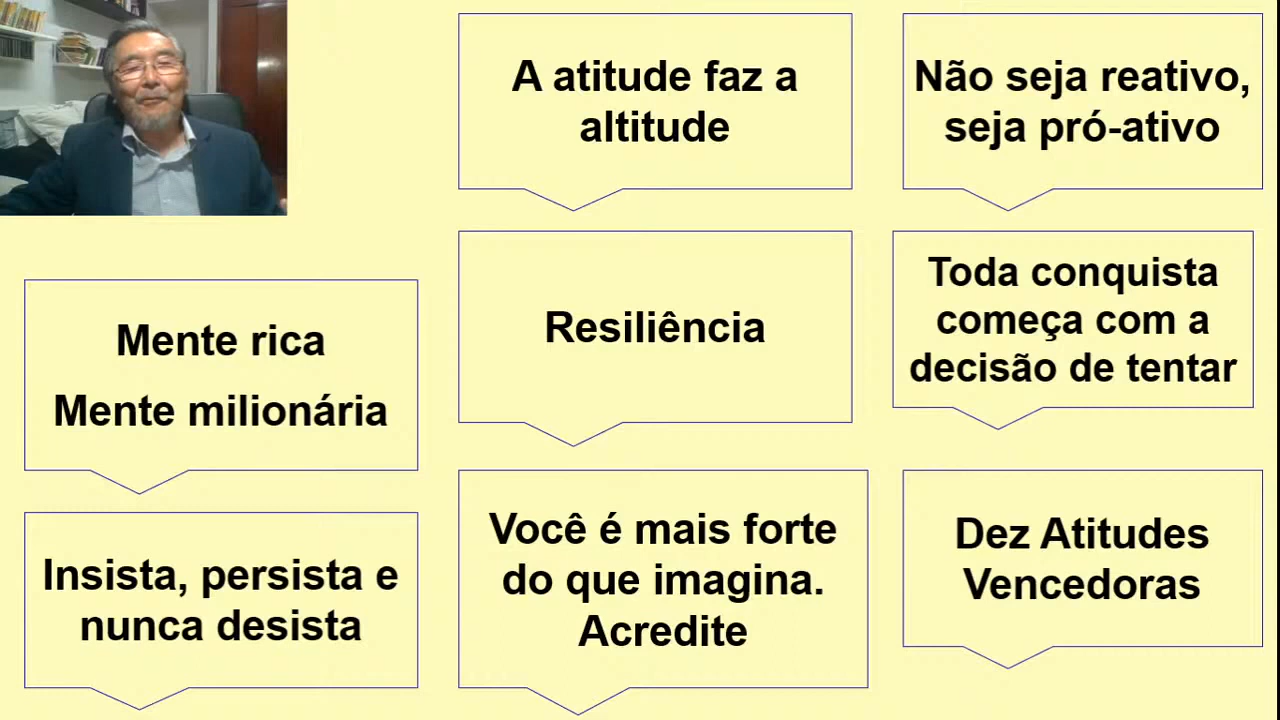 A atitude faz a
altitude
Não seja reativo,
seja pró-ativo
Mente rica
Mente milionária
Resiliência
Toda conquista
começa com a
decisão de tentar
Insista, persista e
nunca desista
Você é mais forte
do que imagina.
Acredite
Dez Atitudes
Vencedoras